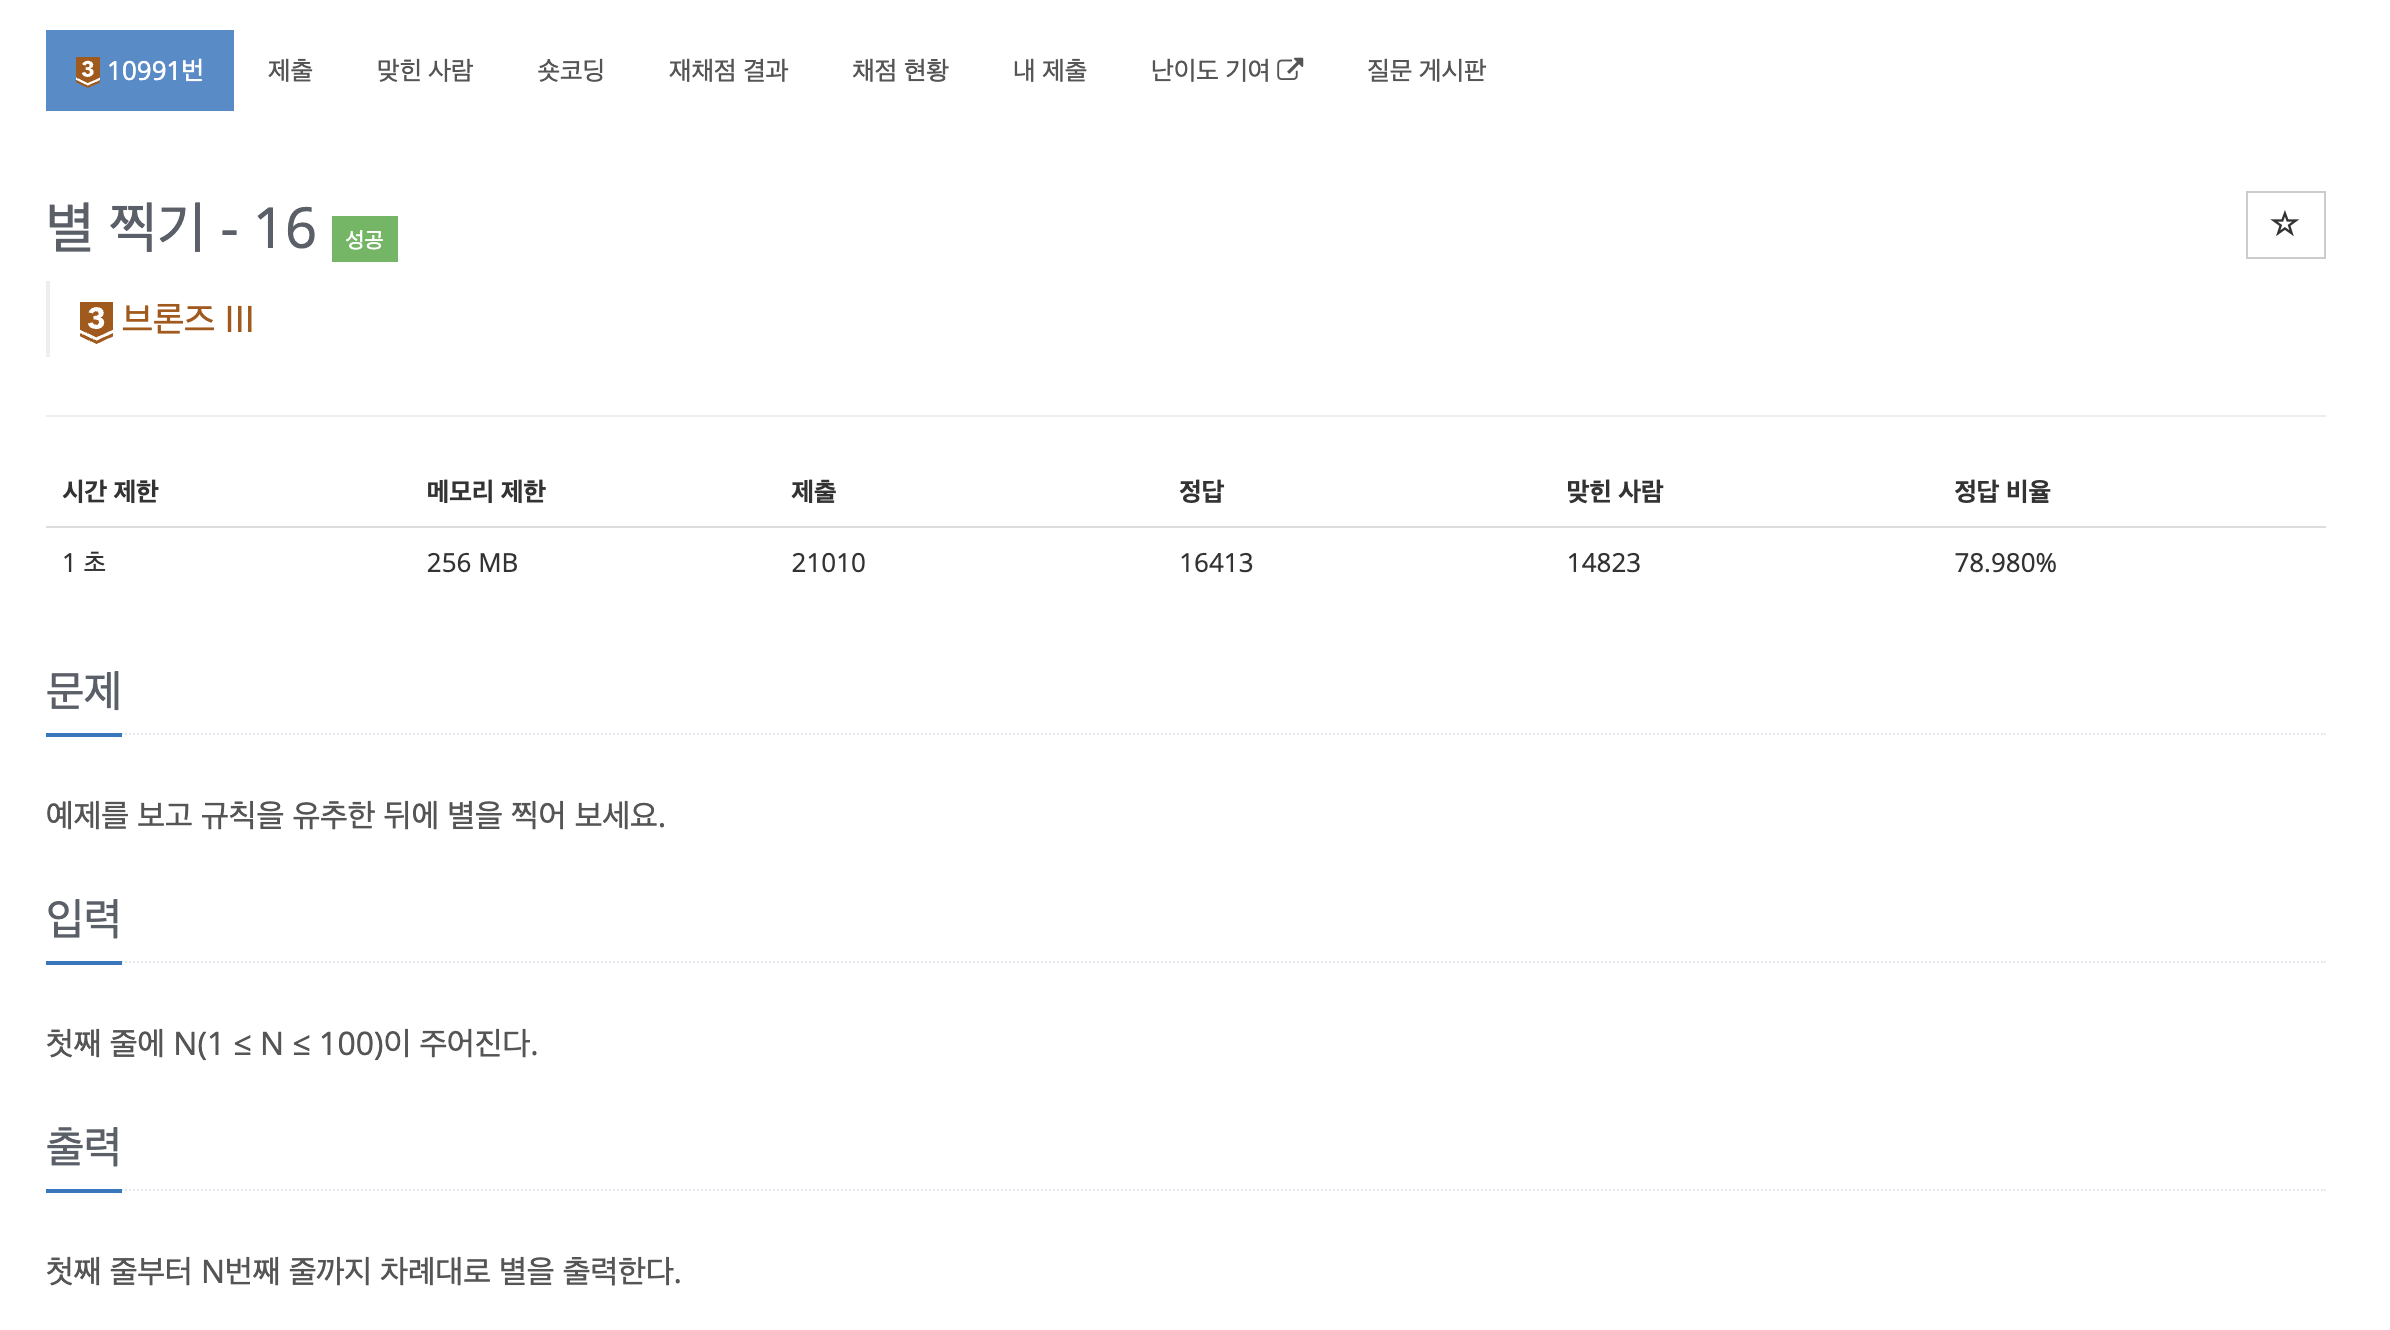 3 10991번 제출 맞힌 사람 숏코딩 재채점 결과 채점 현황 내 제출 난이도 기여 질문 게시판
별 찍기 - 16 성공
3 브론즈 III
시간 제한 메모리 제한 제출 정답 맞힌 사람 정답 비율
1 초 256 MB 21010 16413 14823 78.980%
문제
예제를 보고 규칙을 유추한 뒤에 별을 찍어 보세요.
입력
첫째 줄에 N(1 ≤ N ≤ 100)이 주어진다.
출력
첫째 줄부터 N번째 줄까지 차례대로 별을 출력한다.